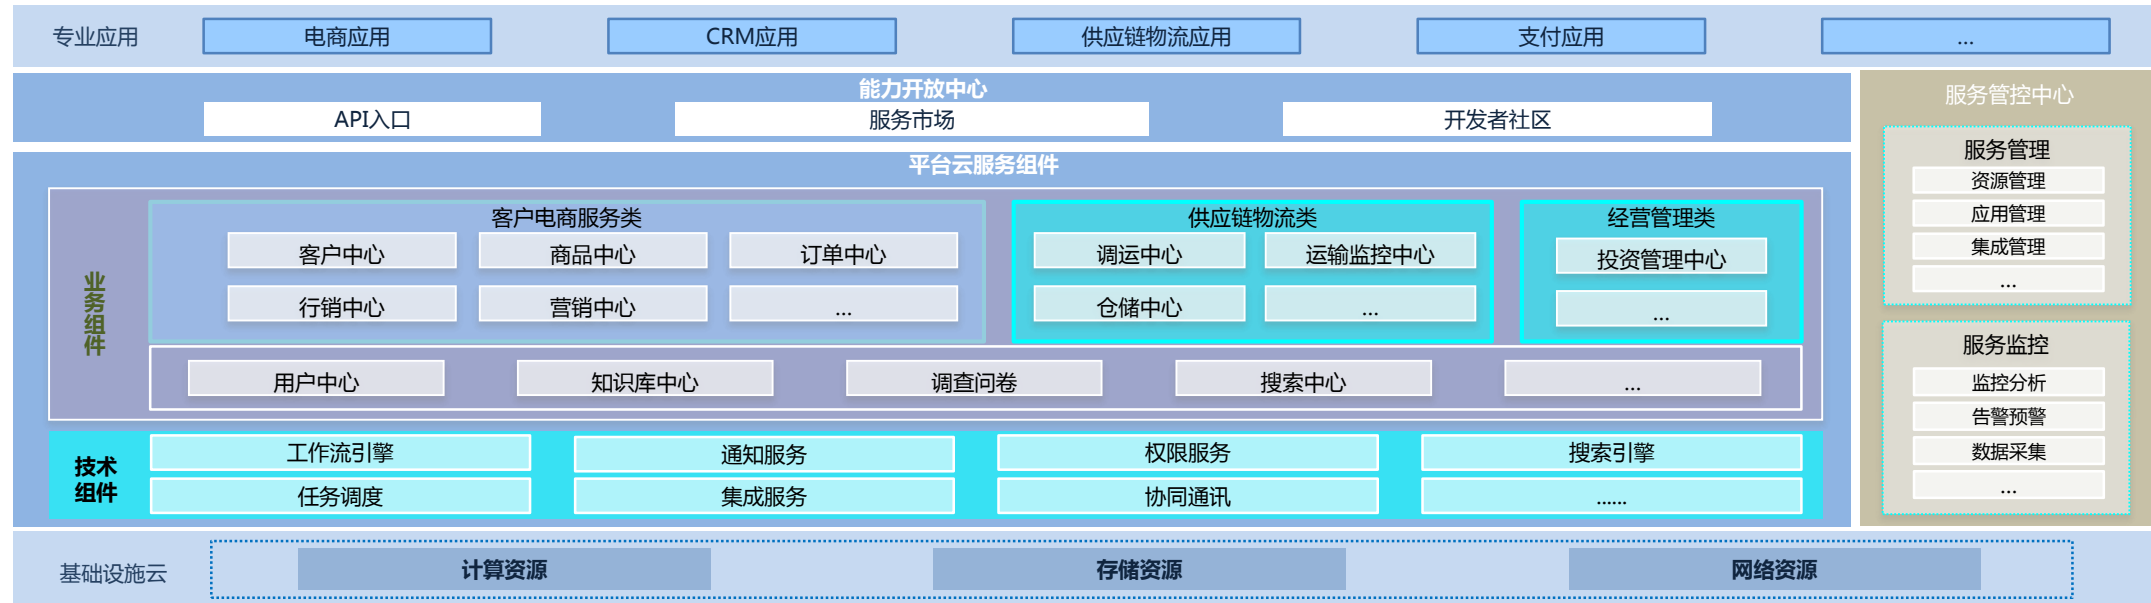 专业应用
电商应用
CRM应用
供应链物流应用
支付应用
...
能力开放中心
API入口
服务市场
开发者社区
平台云服务组件
业务组件
客户电商服务类
客户中心
商品中心
订单中心
行销中心
营销中心
...
供应链物流类
调运中心
运输监控中心
仓储中心
...
经营管理类
投资管理中心
...
用户中心
知识库中心
调查问卷
搜索中心
...
技术
组件
工作流引擎
通知服务
权限服务
搜索引擎
任务调度
集成服务
协同通讯
......
服务管控中心
服务管理
资源管理
应用管理
集成管理
...
服务监控
监控分析
告警预警
数据采集
...
基础设施云
计算资源
存储资源
网络资源